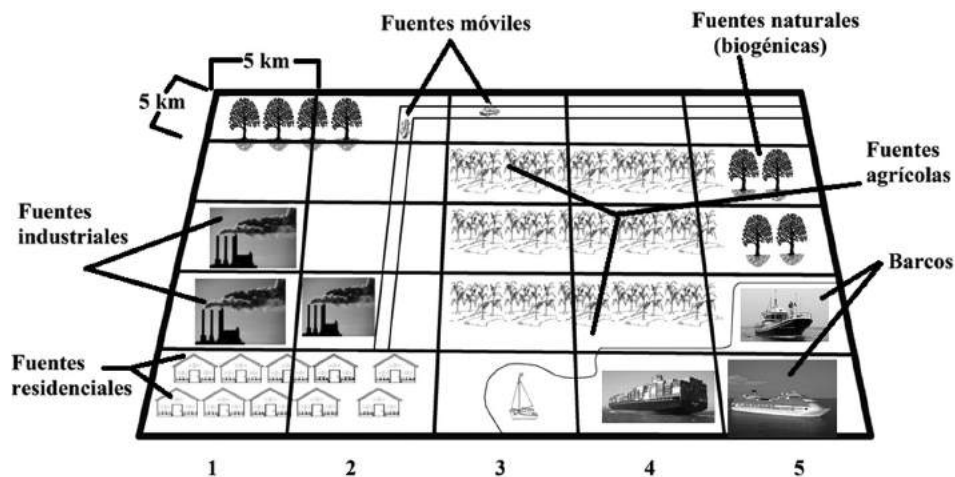 Fuentes móviles
Fuentes naturales
(biogénicas)
5 km
5 km
Fuentes
agrícolas
Fuentes
industriales
Barcos
Fuentes
residenciales
1 2 3 4 5